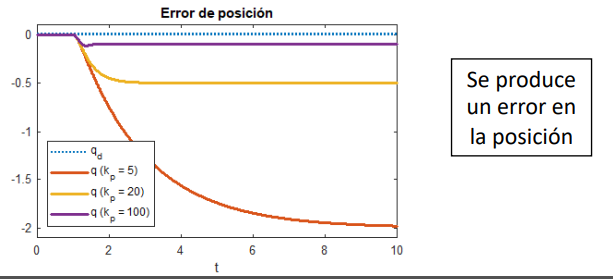 Error de posición
0
-0.5
-1
-1.5
-2
q_d
q (k_p = 5)
q (k_p = 20)
q (k_p = 100)
0 2 4 6 8 10
t
Se produce
un error en
la posición